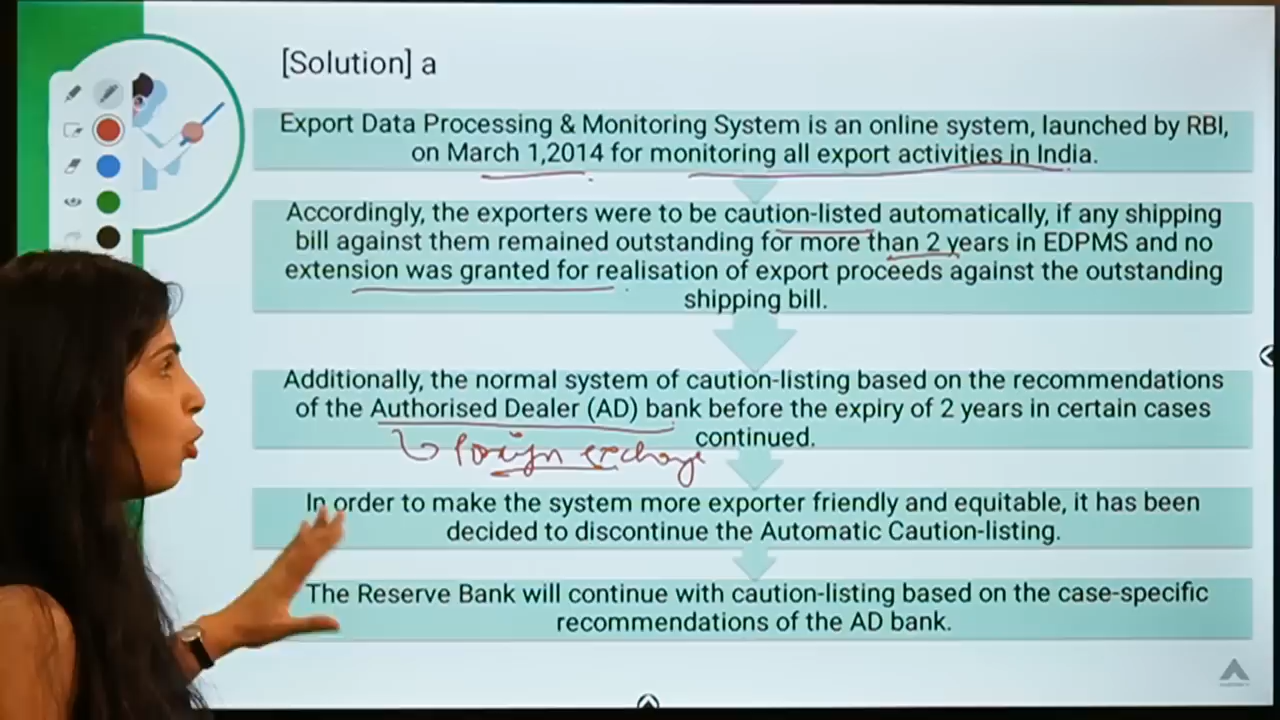 [Solution] a
Export Data Processing & Monitoring System is an online system, launched by RBI,
on March 1,2014 for monitoring all export activities in India.
Accordingly, the exporters were to be caution-listed automatically, if any shipping
bill against them remained outstanding for more than 2 years in EDPMS and no
extension was granted for realisation of export proceeds against the outstanding
shipping bill.
Additionally, the normal system of caution-listing based on the recommendations
of the Authorised Dealer (AD) bank before the expiry of 2 years in certain cases
continued.
foreign exchange
In order to make the system more exporter friendly and equitable, it has been
decided to discontinue the Automatic Caution-listing.
The Reserve Bank will continue with caution-listing based on the case-specific
recommendations of the AD bank.